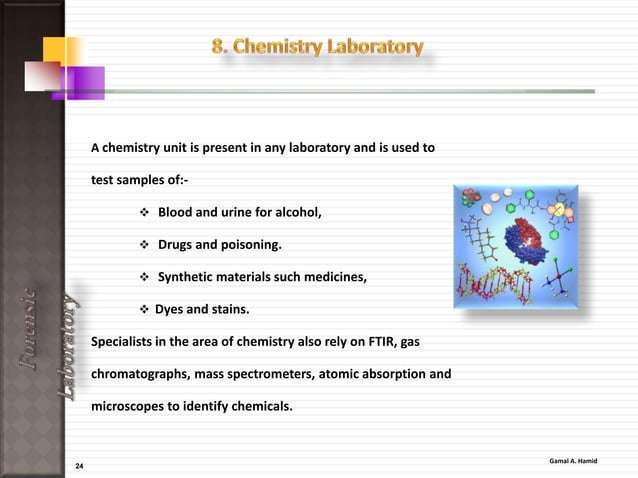 8. Chemistry Laboratory
A chemistry unit is present in any laboratory and is used to
test samples of:-
❖ Blood and urine for alcohol,
❖ Drugs and poisoning.
❖ Synthetic materials such medicines,
❖ Dyes and stains.
Specialists in the area of chemistry also rely on FTIR, gas
chromatographs, mass spectrometers, atomic absorption and
microscopes to identify chemicals.
Forensic
Laboratory
24
Gamal A. Hamid